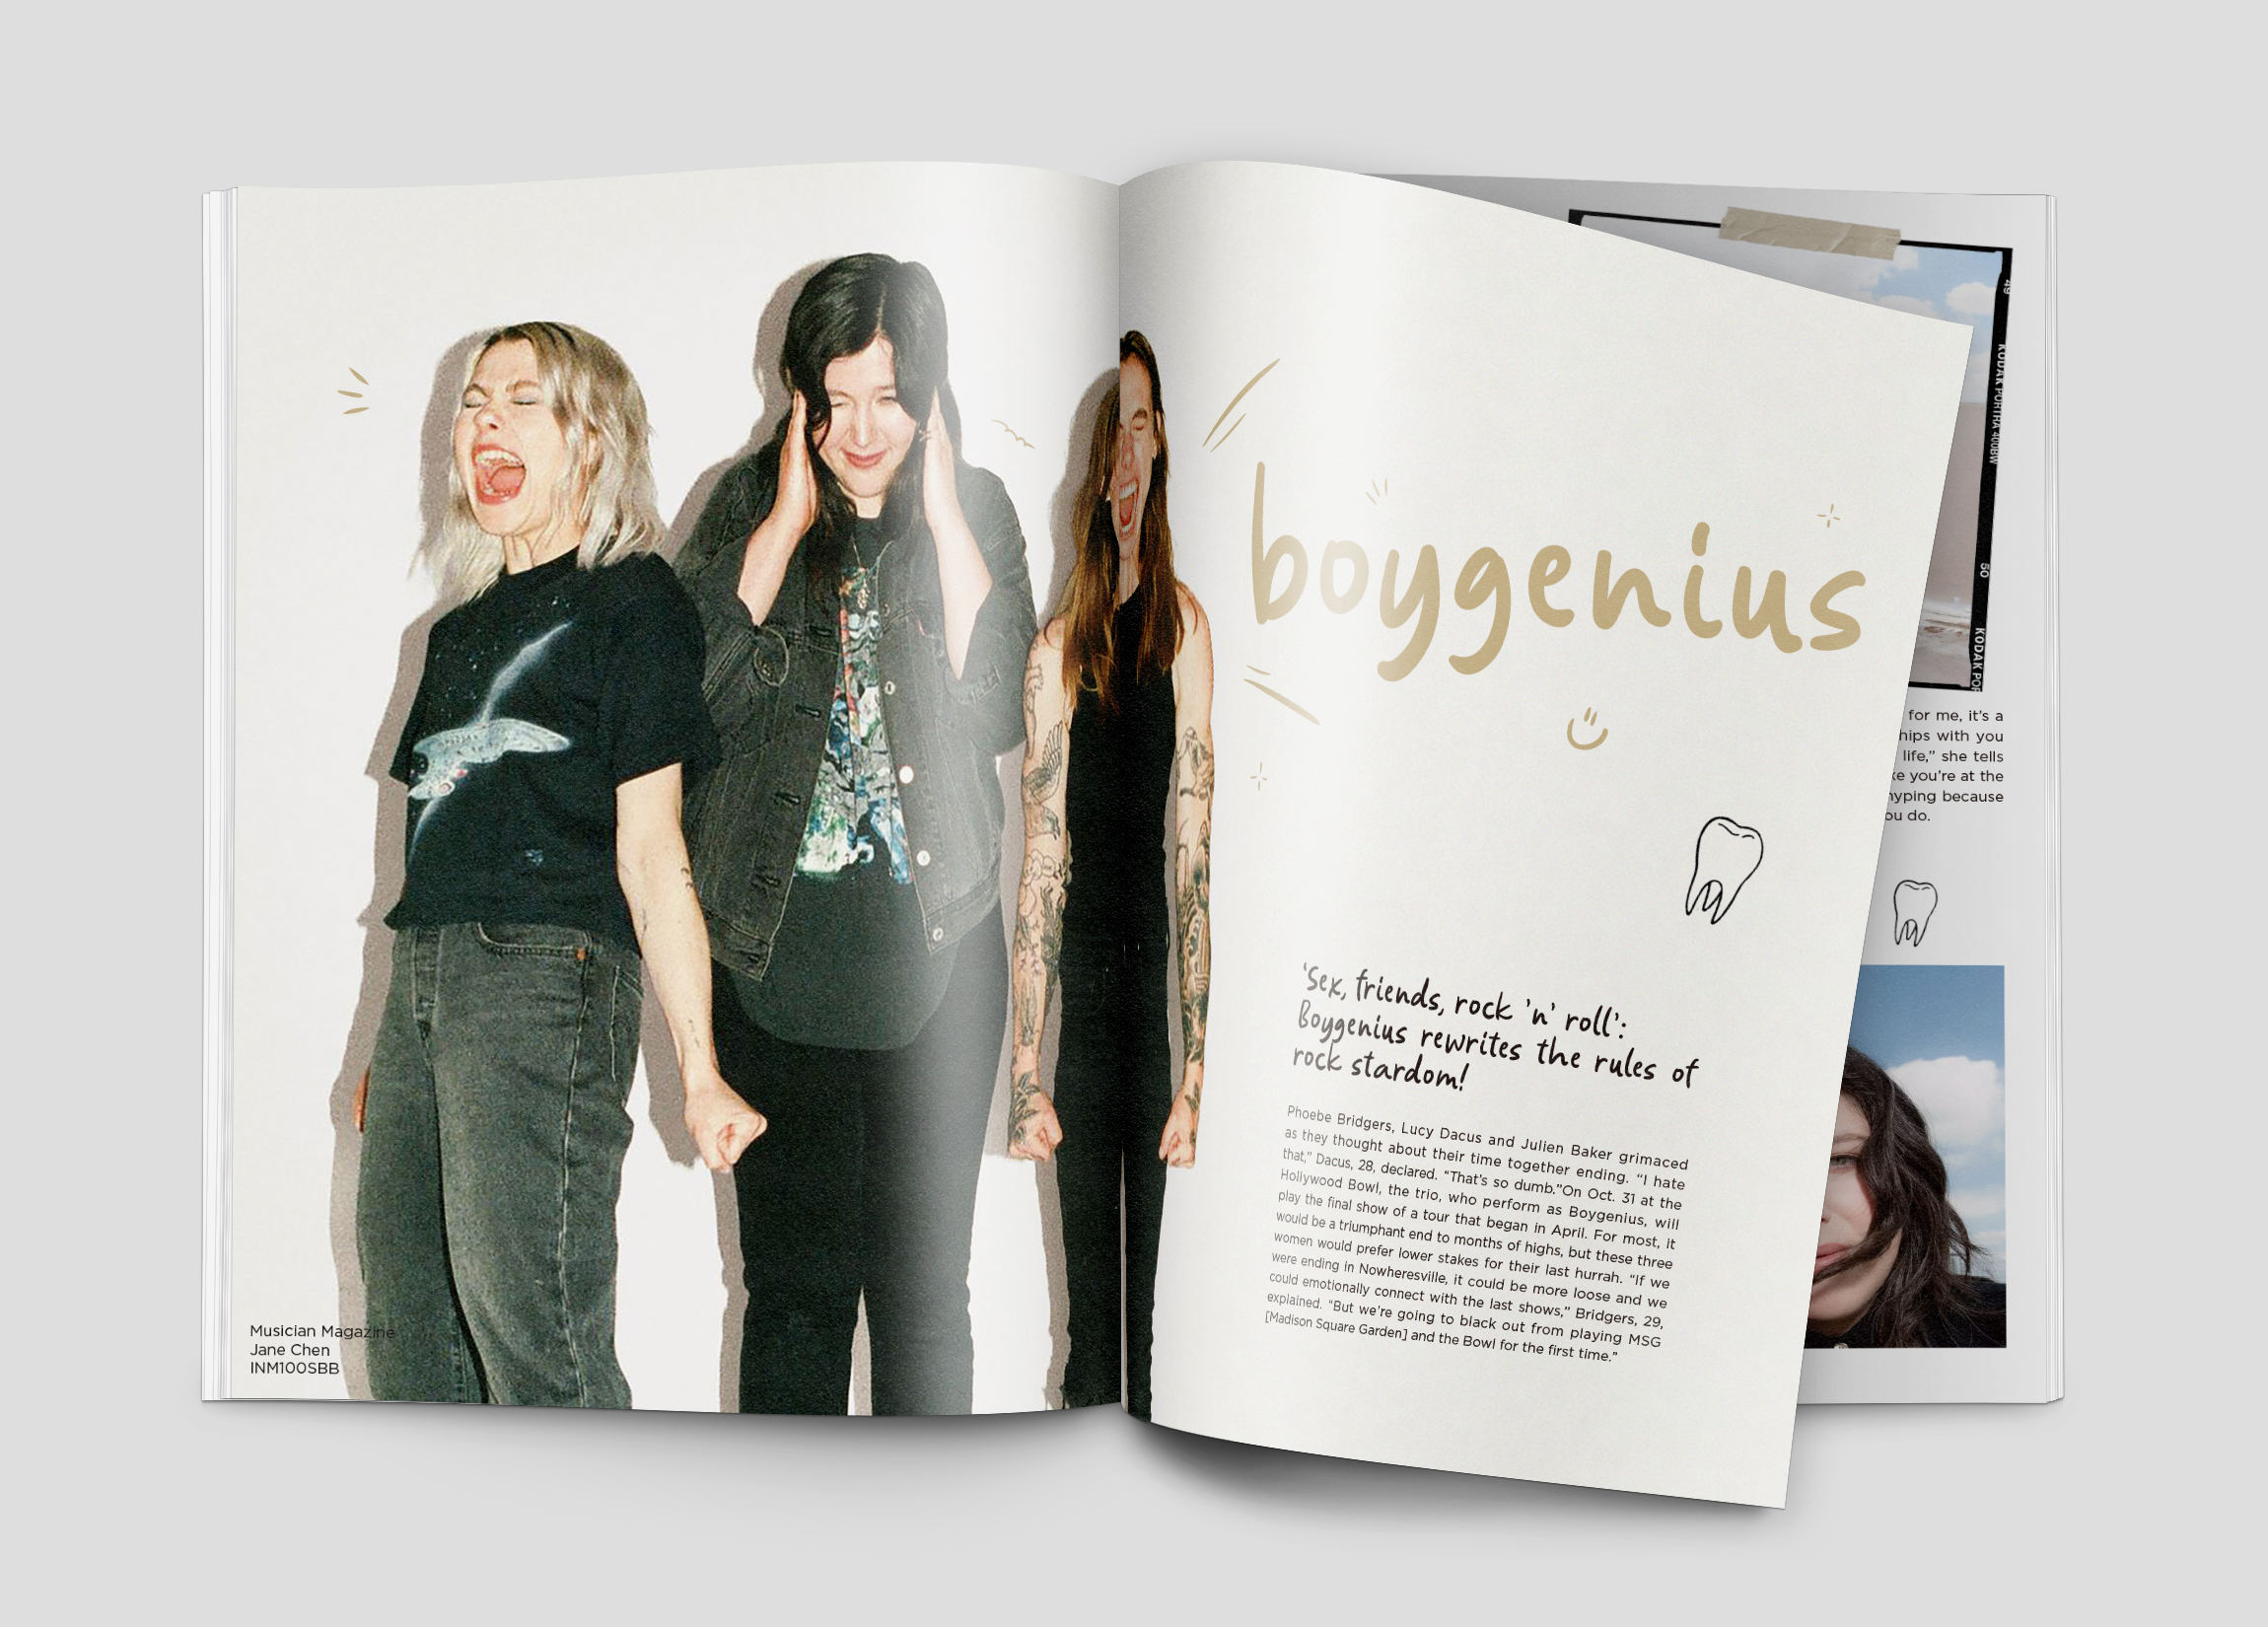 boygenius
'Sex, friends, rock 'n' roll':
Boygenius rewrites the rules of
rock stardom!
Phoebe Bridgers, Lucy Dacus and Julien Baker grimaced
as they thought about their time together ending. “I hate
that,” Dacus, 28, declared. “That’s so dumb.”On Oct. 31 at the
Hollywood Bowl, the trio, who perform as Boygenius, will
play the final show of a tour that began in April. For most, it
would be a triumphant end to months of highs, but these three
women would prefer lower stakes for their last hurrah. “If we
were ending in Nowheresville, it could be more loose and we
could emotionally connect with the last shows,” Bridgers, 29,
explained. “But we’re going to black out from playing MSG
[Madison Square Garden] and the Bowl for the first time.”
Musician Magazine
Jane Chen
INM100SBB
49
KODAK PORTRA 400BW
50
KODAK
for me, it’s a
with you
life,” she tells
you’re at the
because
do.